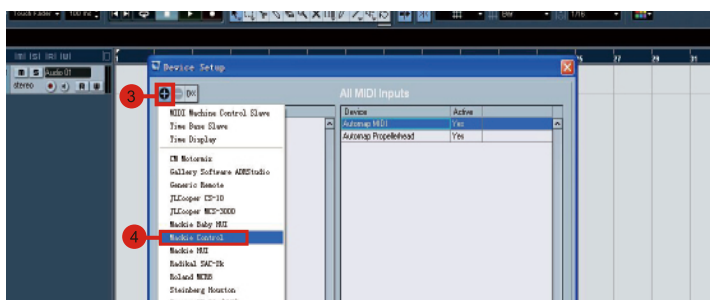 Touch Fader
100 ms
Bar
1/16
M S R W
27
29
31
m S Audio 01
stereo
R W
Device Setup
3
All MIDI Inputs
MIDI Machine Control Slave
Time Base Slave
Time Display
CM Motormix
Gallery Software ADRStudio
Generic Remote
JLCooper CS-10
JLCooper MCS-3000
Mackie Baby HUI
4
Mackie Control
Mackie HUI
Radikal SAC-2k
Roland MCR8
Steinberg Houston
Device Active
Automap MIDI Yes
Automap Propellerhead Yes